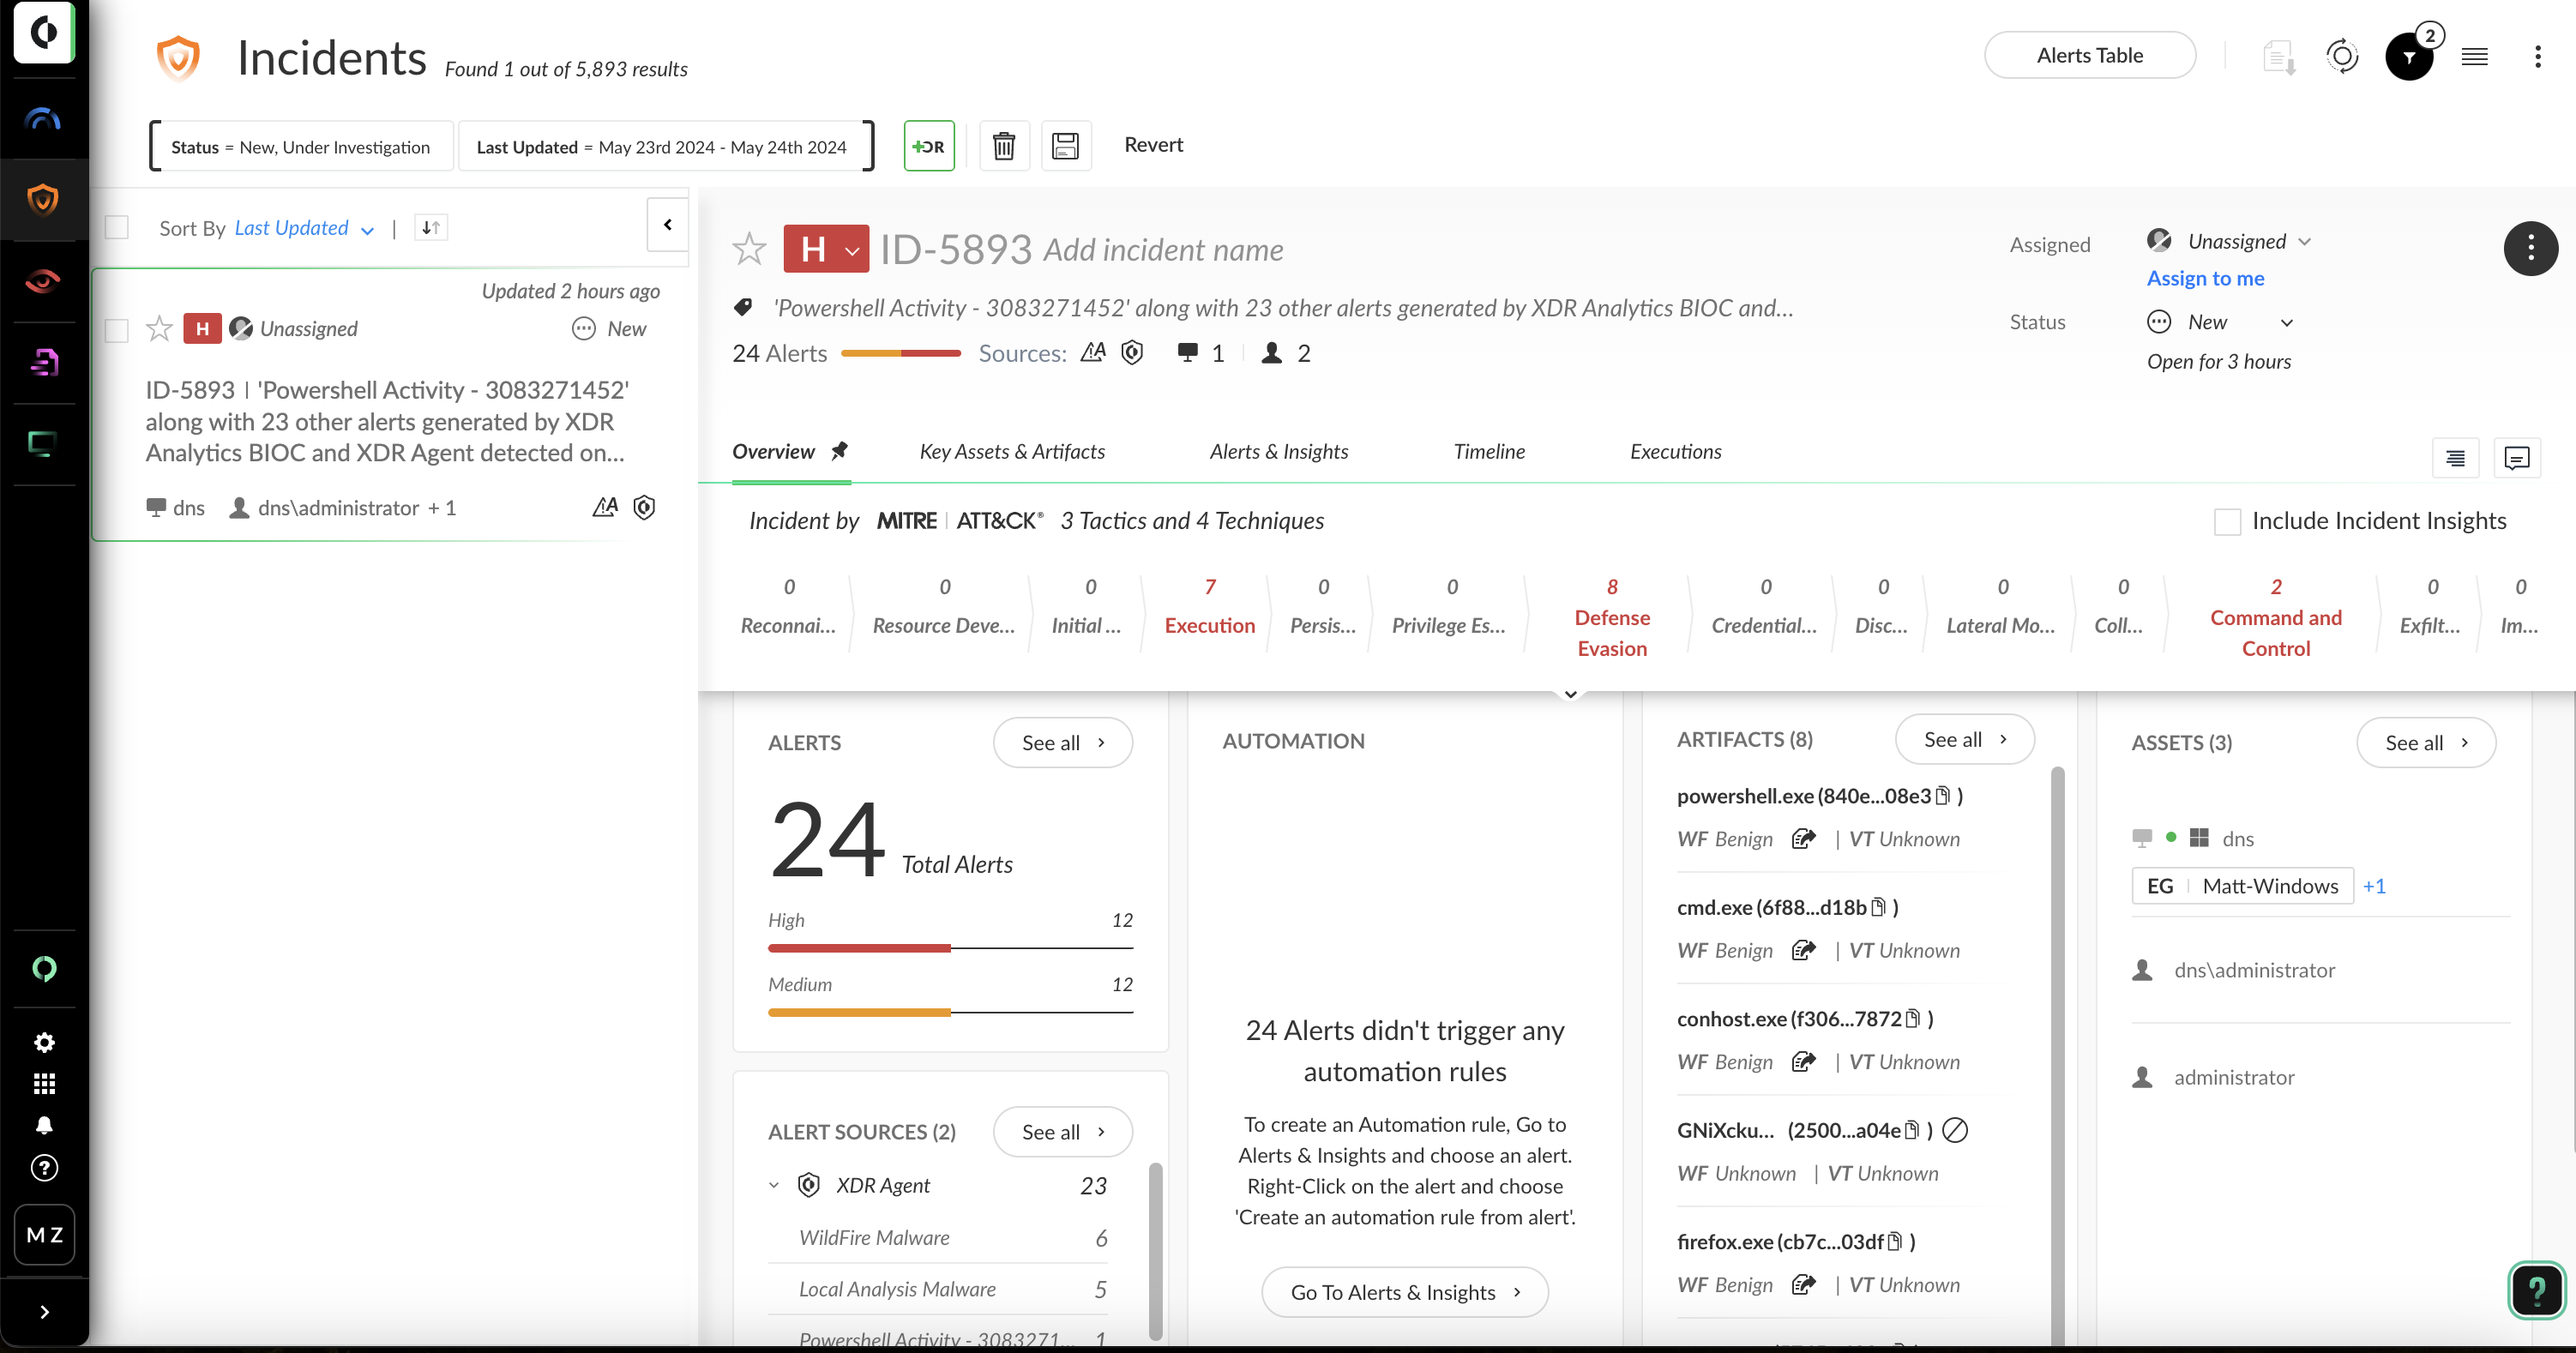 Incidents Found 1 out of 5,893 results
Alerts Table
2
Status = New, Under Investigation
Last Updated = May 23rd 2024 - May 24th 2024
OR
Revert
Sort By Last Updated
Updated 2 hours ago
H Unassigned
New
ID-5893 | 'Powershell Activity - 3083271452'
along with 23 other alerts generated by XDR
Analytics BIOC and XDR Agent detected on...
dns dns\administrator + 1
H ID-5893 Add incident name
'Powershell Activity - 3083271452' along with 23 other alerts generated by XDR Analytics BIOC and...
24 Alerts Sources: 1 2
Assigned Unassigned
Assign to me
Status New
Open for 3 hours
Overview Key Assets & Artifacts Alerts & Insights Timeline Executions
Incident by MITRE | ATT&CK® 3 Tactics and 4 Techniques
Include Incident Insights
0
Reconnai...
0
Resource Deve...
0
Initial ...
7
Execution
0
Persis...
0
Privilege Es...
8
Defense
Evasion
0
Credential...
0
Disc...
0
Lateral Mo...
0
Coll...
2
Command and
Control
0
Exfilt...
0
Im...
ALERTS
See all
24 Total Alerts
High 12
Medium 12
ALERT SOURCES (2)
See all
XDR Agent 23
WildFire Malware 6
Local Analysis Malware 5
Powershell Activity - 3083271... 1
AUTOMATION
24 Alerts didn't trigger any
automation rules
To create an Automation rule, Go to
Alerts & Insights and choose an alert.
Right-Click on the alert and choose
'Create an automation rule from alert'.
Go To Alerts & Insights
ARTIFACTS (8)
See all
powershell.exe (840e...08e3 )
WF Benign | VT Unknown
cmd.exe (6f88...d18b )
WF Benign | VT Unknown
conhost.exe (f306...7872 )
WF Benign | VT Unknown
GNiXcku... (2500...a04e )
WF Unknown | VT Unknown
firefox.exe (cb7c...03df )
WF Benign | VT Unknown
ASSETS (3)
See all
dns
EG | Matt-Windows +1
dns\administrator
administrator
M Z